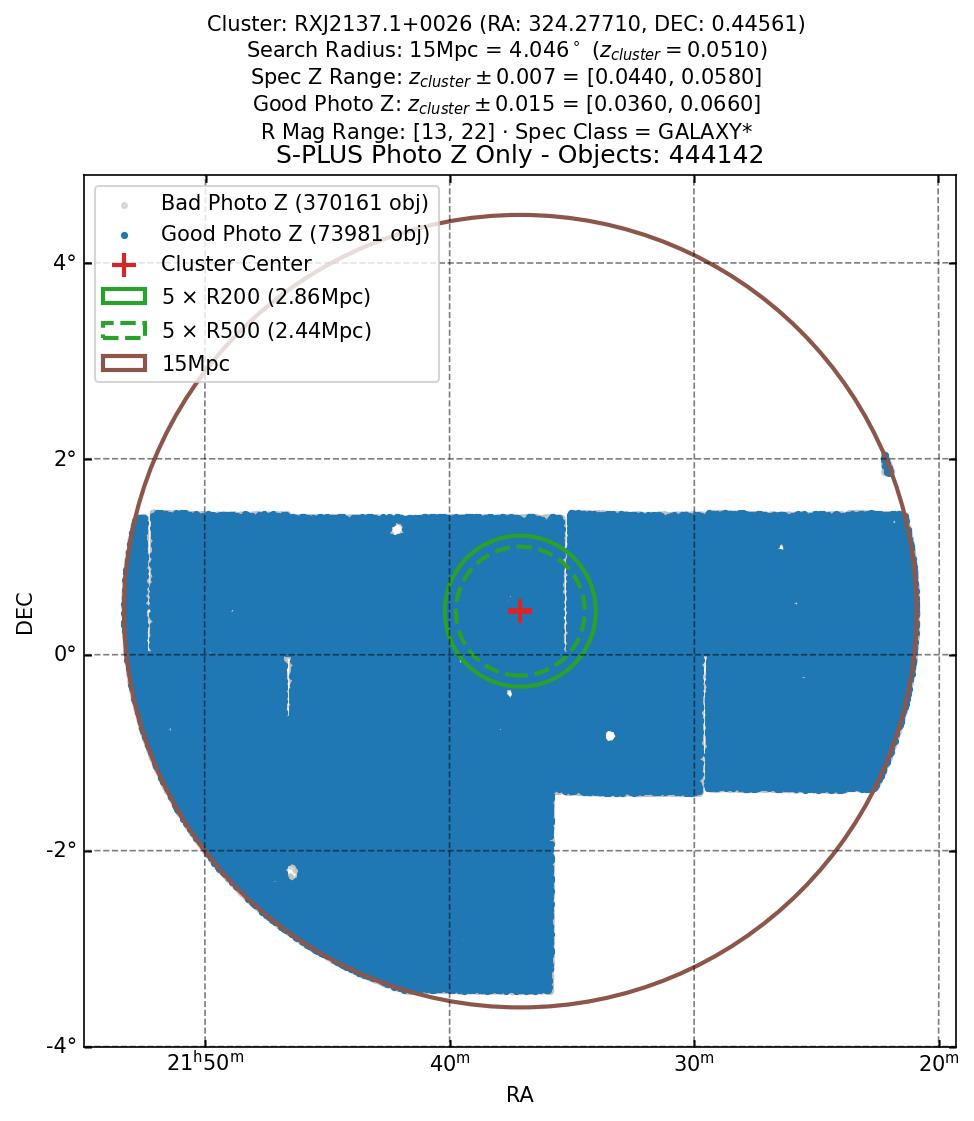 Cluster: RXJ2137.1+0026 (RA: 324.27710, DEC: 0.44561)
Search Radius: 15Mpc = 4.046° (z_cluster = 0.0510)
Spec Z Range: z_cluster ± 0.007 = [0.0440, 0.0580]
Good Photo Z: z_cluster ± 0.015 = [0.0360, 0.0660]
R Mag Range: [13, 22] · Spec Class = GALAXY*
S-PLUS Photo Z Only - Objects: 444142
Bad Photo Z (370161 obj)
Good Photo Z (73981 obj)
Cluster Center
5 × R200 (2.86Mpc)
5 × R500 (2.44Mpc)
15Mpc
4°
2°
0°
-2°
-4°
DEC
21ʰ50ᵐ 40ᵐ 30ᵐ 20ᵐ
RA